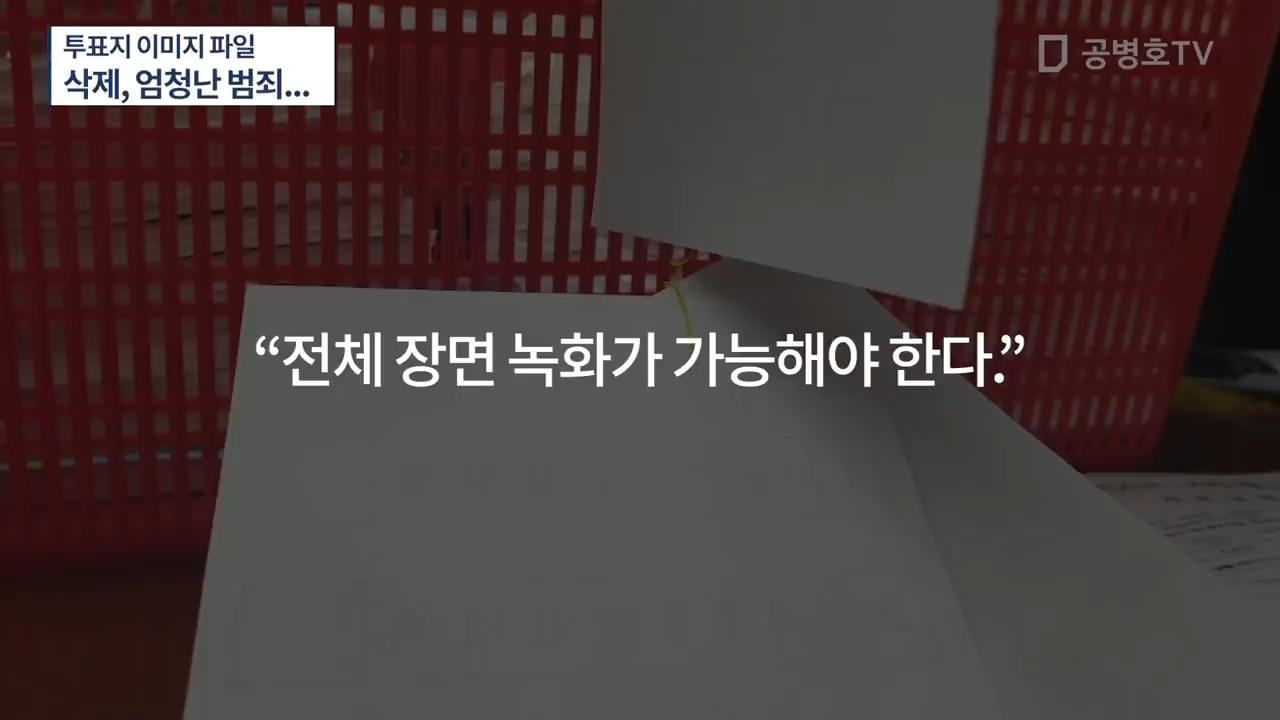 투표지 이미지 파일
삭제, 엄청난 범죄...
공병호TV
“전체 장면 녹화가 가능해야 한다.”